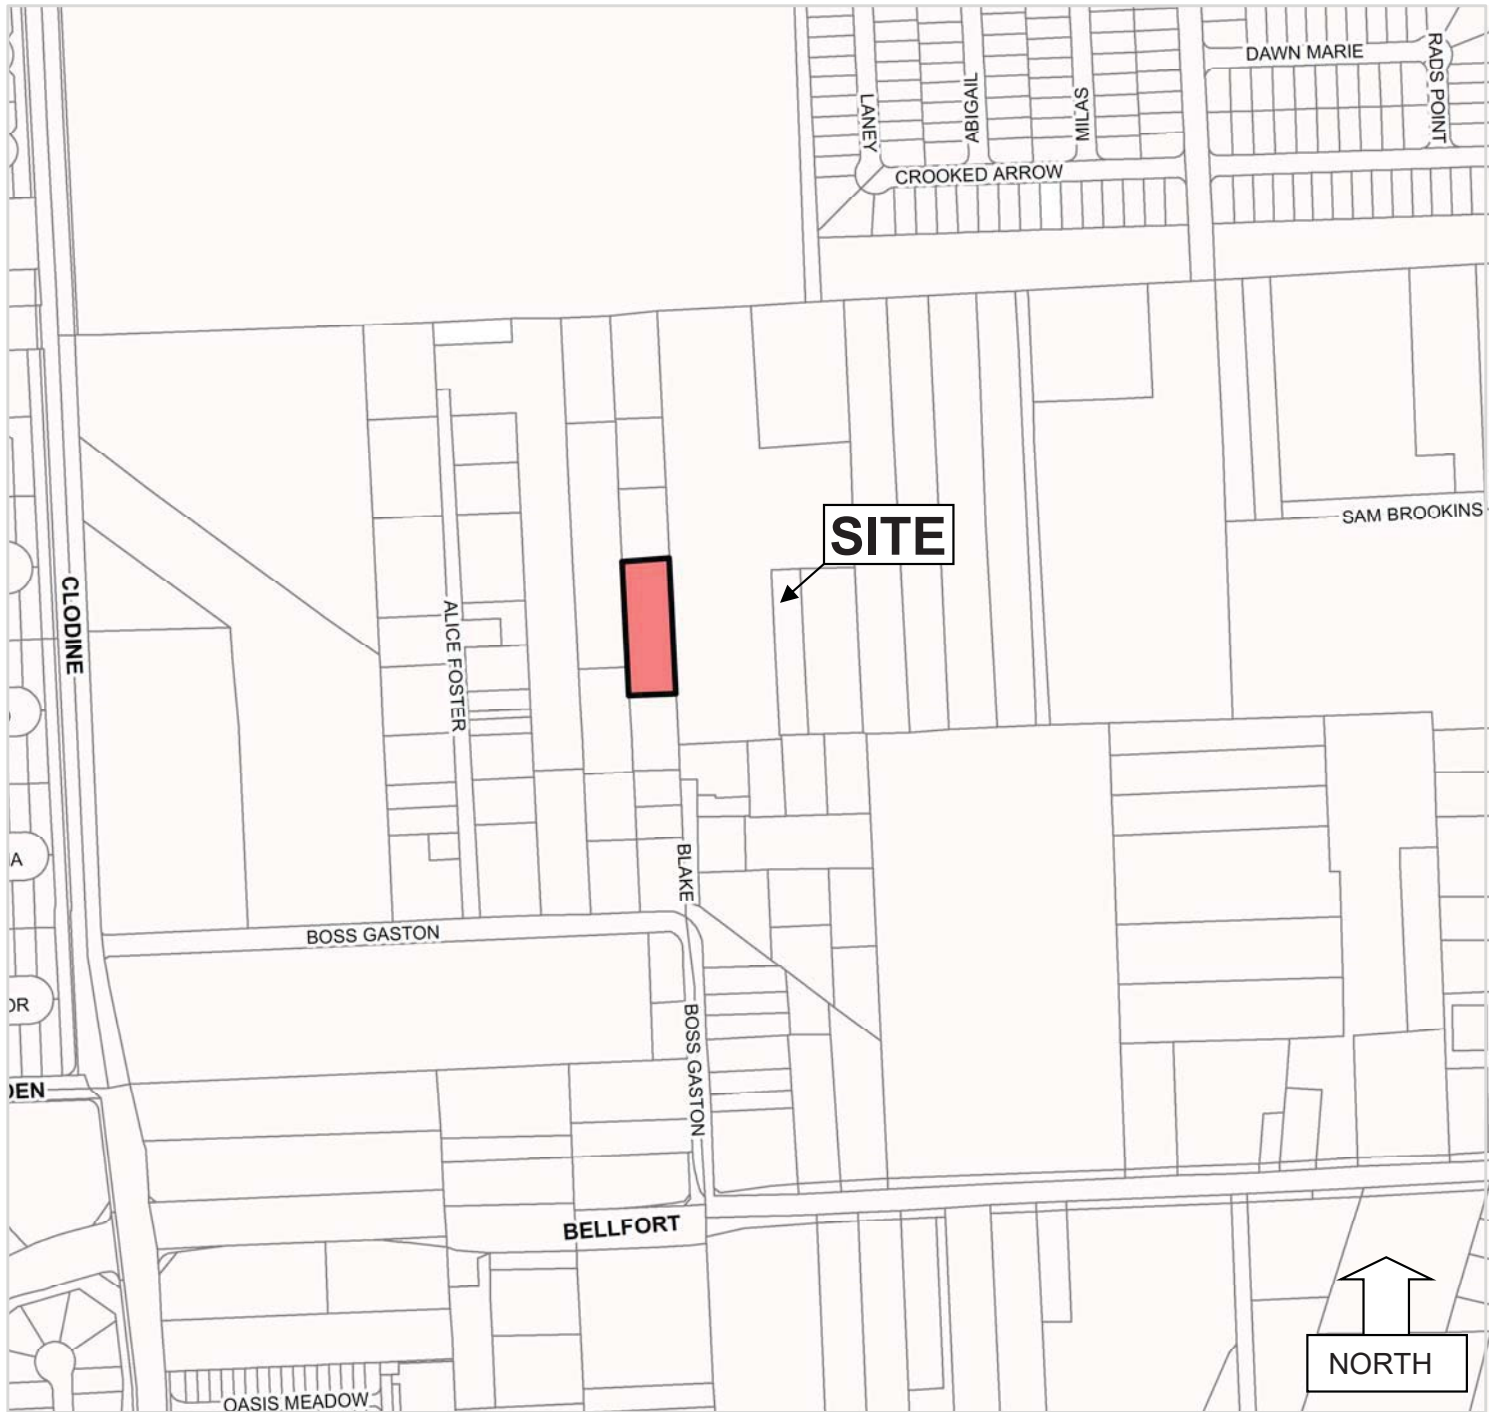 DAWN MARIE
RADS POINT
LANEY
ABIGAIL
MILAS
CROOKED ARROW
SITE
SAM BROOKINS
CLODINE
ALICE FOSTER
BLAKE
A
BOSS GASTON
OR
BOSS GASTON
DEN
BELLFORT
NORTH
OASIS MEADOW